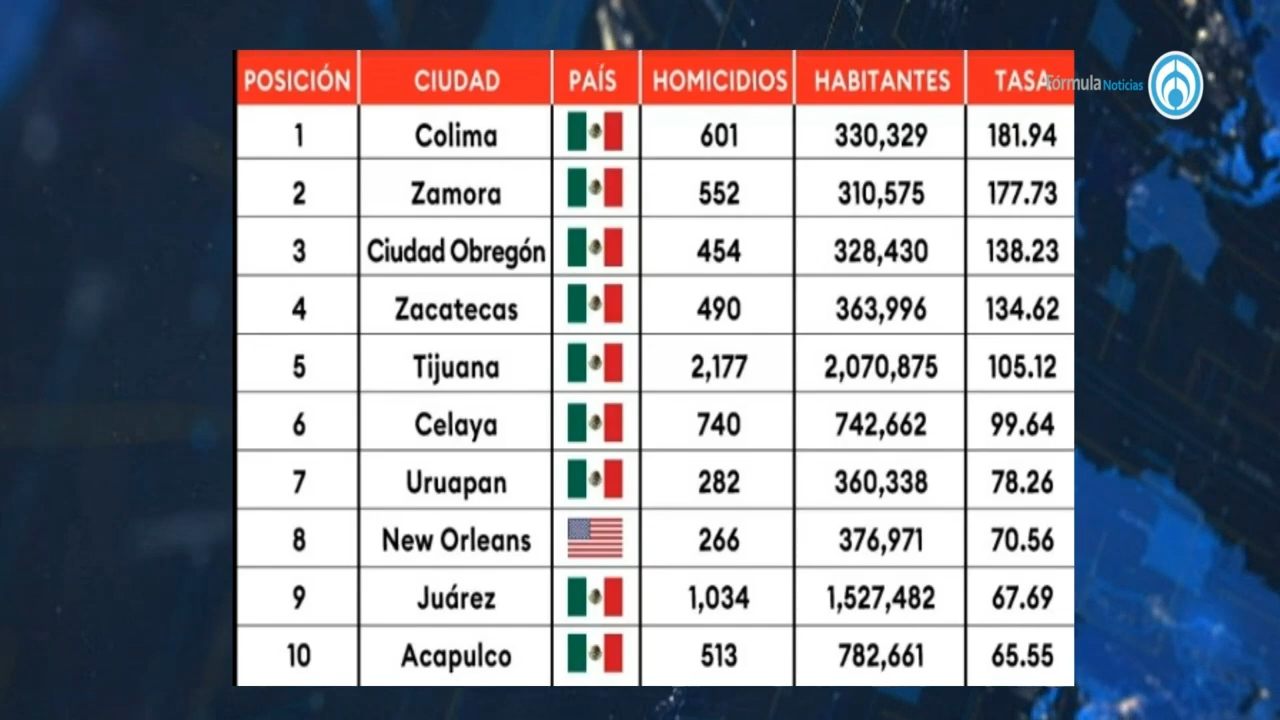 POSICIÓN CIUDAD PAÍS HOMICIDIOS HABITANTES TASA
Fórmula Noticias
1 Colima 601 330,329 181.94
2 Zamora 552 310,575 177.73
3 Ciudad Obregón 454 328,430 138.23
4 Zacatecas 490 363,996 134.62
5 Tijuana 2,177 2,070,875 105.12
6 Celaya 740 742,662 99.64
7 Uruapan 282 360,338 78.26
8 New Orleans 266 376,971 70.56
9 Juárez 1,034 1,527,482 67.69
10 Acapulco 513 782,661 65.55